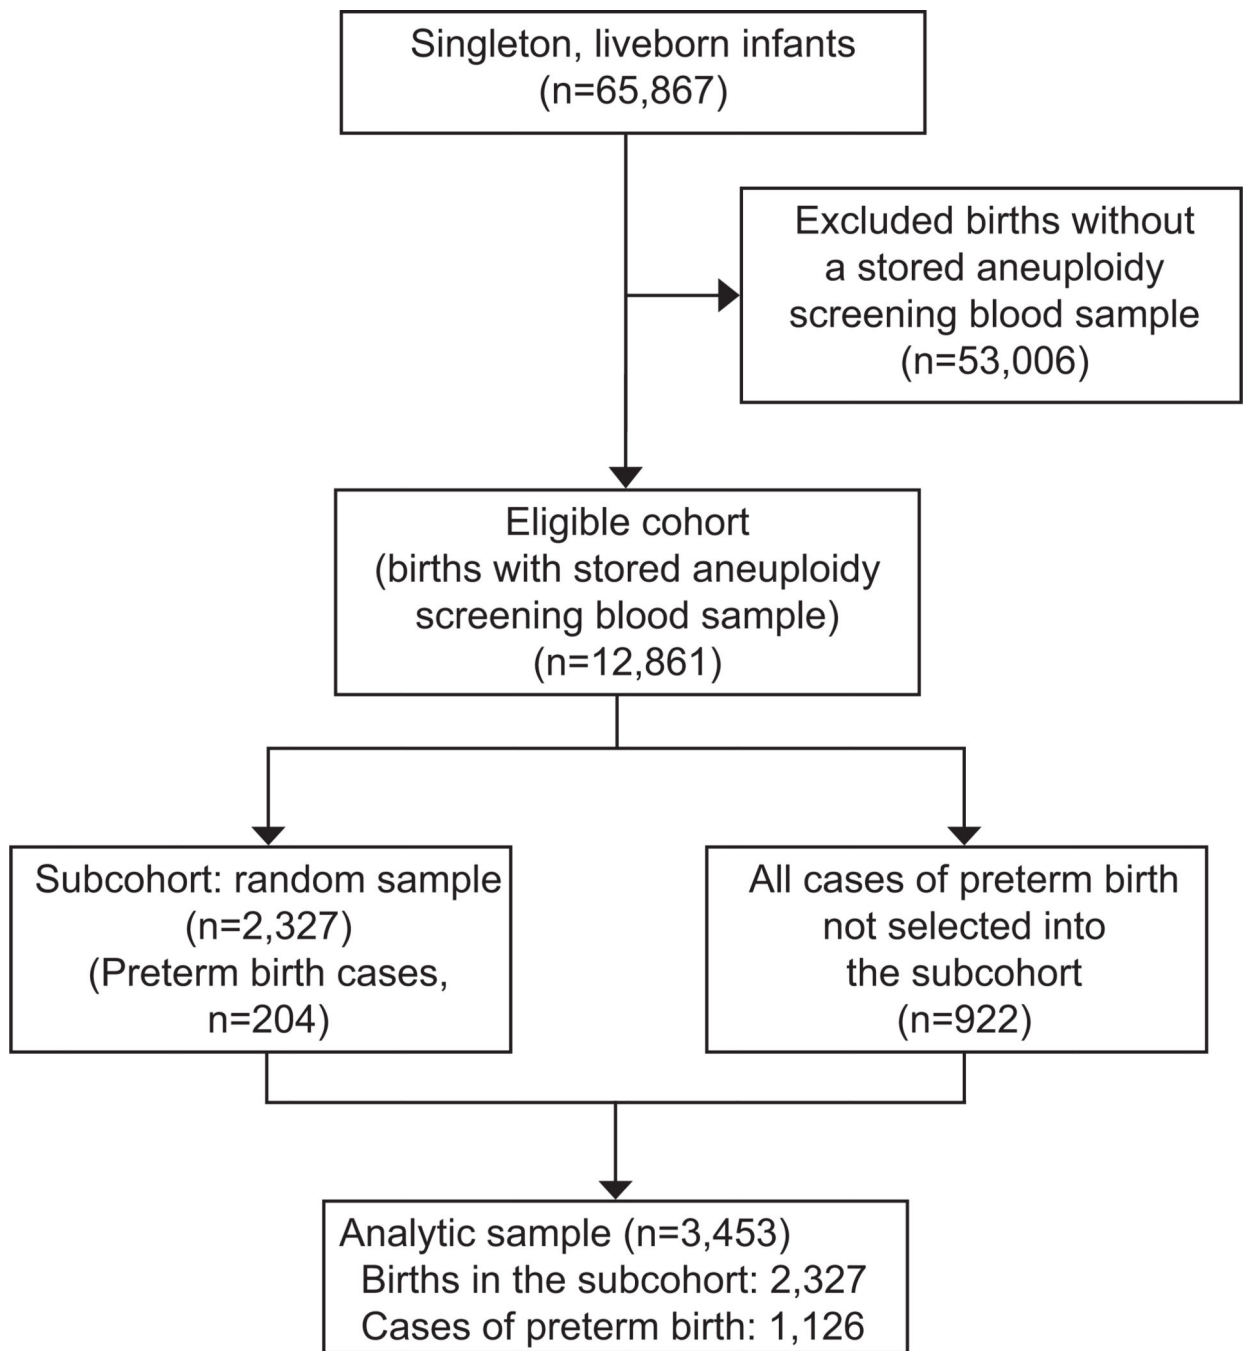 Singleton, liveborn infants
(n=65,867)
Excluded births without
a stored aneuploidy
screening blood sample
(n=53,006)
Eligible cohort
(births with stored aneuploidy
screening blood sample)
(n=12,861)
Subcohort: random sample
(n=2,327)
(Preterm birth cases,
n=204)
All cases of preterm birth
not selected into
the subcohort
(n=922)
Analytic sample (n=3,453)
Births in the subcohort: 2,327
Cases of preterm birth: 1,126